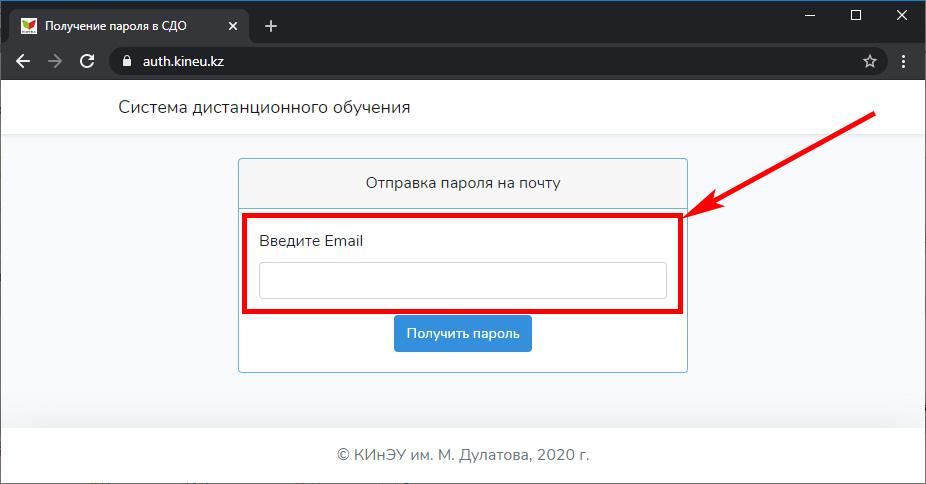 Получение пароля в СДО
auth.kineu.kz
Система дистанционного обучения
Отправка пароля на почту
Введите Email
Получить пароль
© КИнЭУ им. М. Дулатова, 2020 г.